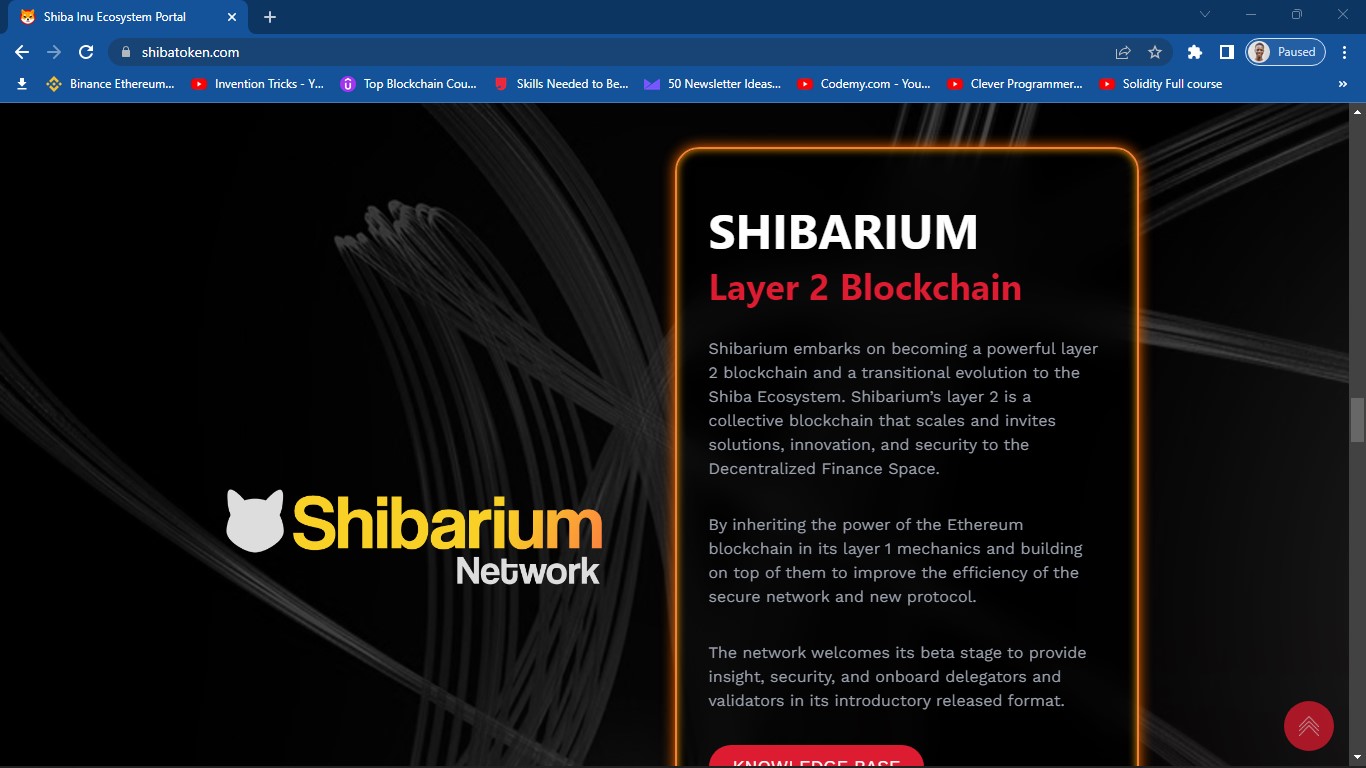 Shiba Inu Ecosystem Portal
shibatoken.com
Paused
Binance Ethereum...
Invention Tricks - Y...
Top Blockchain Cou...
Skills Needed to Be...
50 Newsletter Ideas...
Codemy.com - You...
Clever Programmer...
Solidity Full course
»
SHIBARIUM
Layer 2 Blockchain
Shibarium embarks on becoming a powerful layer
2 blockchain and a transitional evolution to the
Shiba Ecosystem. Shibarium’s layer 2 is a
collective blockchain that scales and invites
solutions, innovation, and security to the
Decentralized Finance Space.
By inheriting the power of the Ethereum
blockchain in its layer 1 mechanics and building
on top of them to improve the efficiency of the
secure network and new protocol.
The network welcomes its beta stage to provide
insight, security, and onboard delegators and
validators in its introductory released format.
KNOWLEDGE BASE
Shibarium
Network